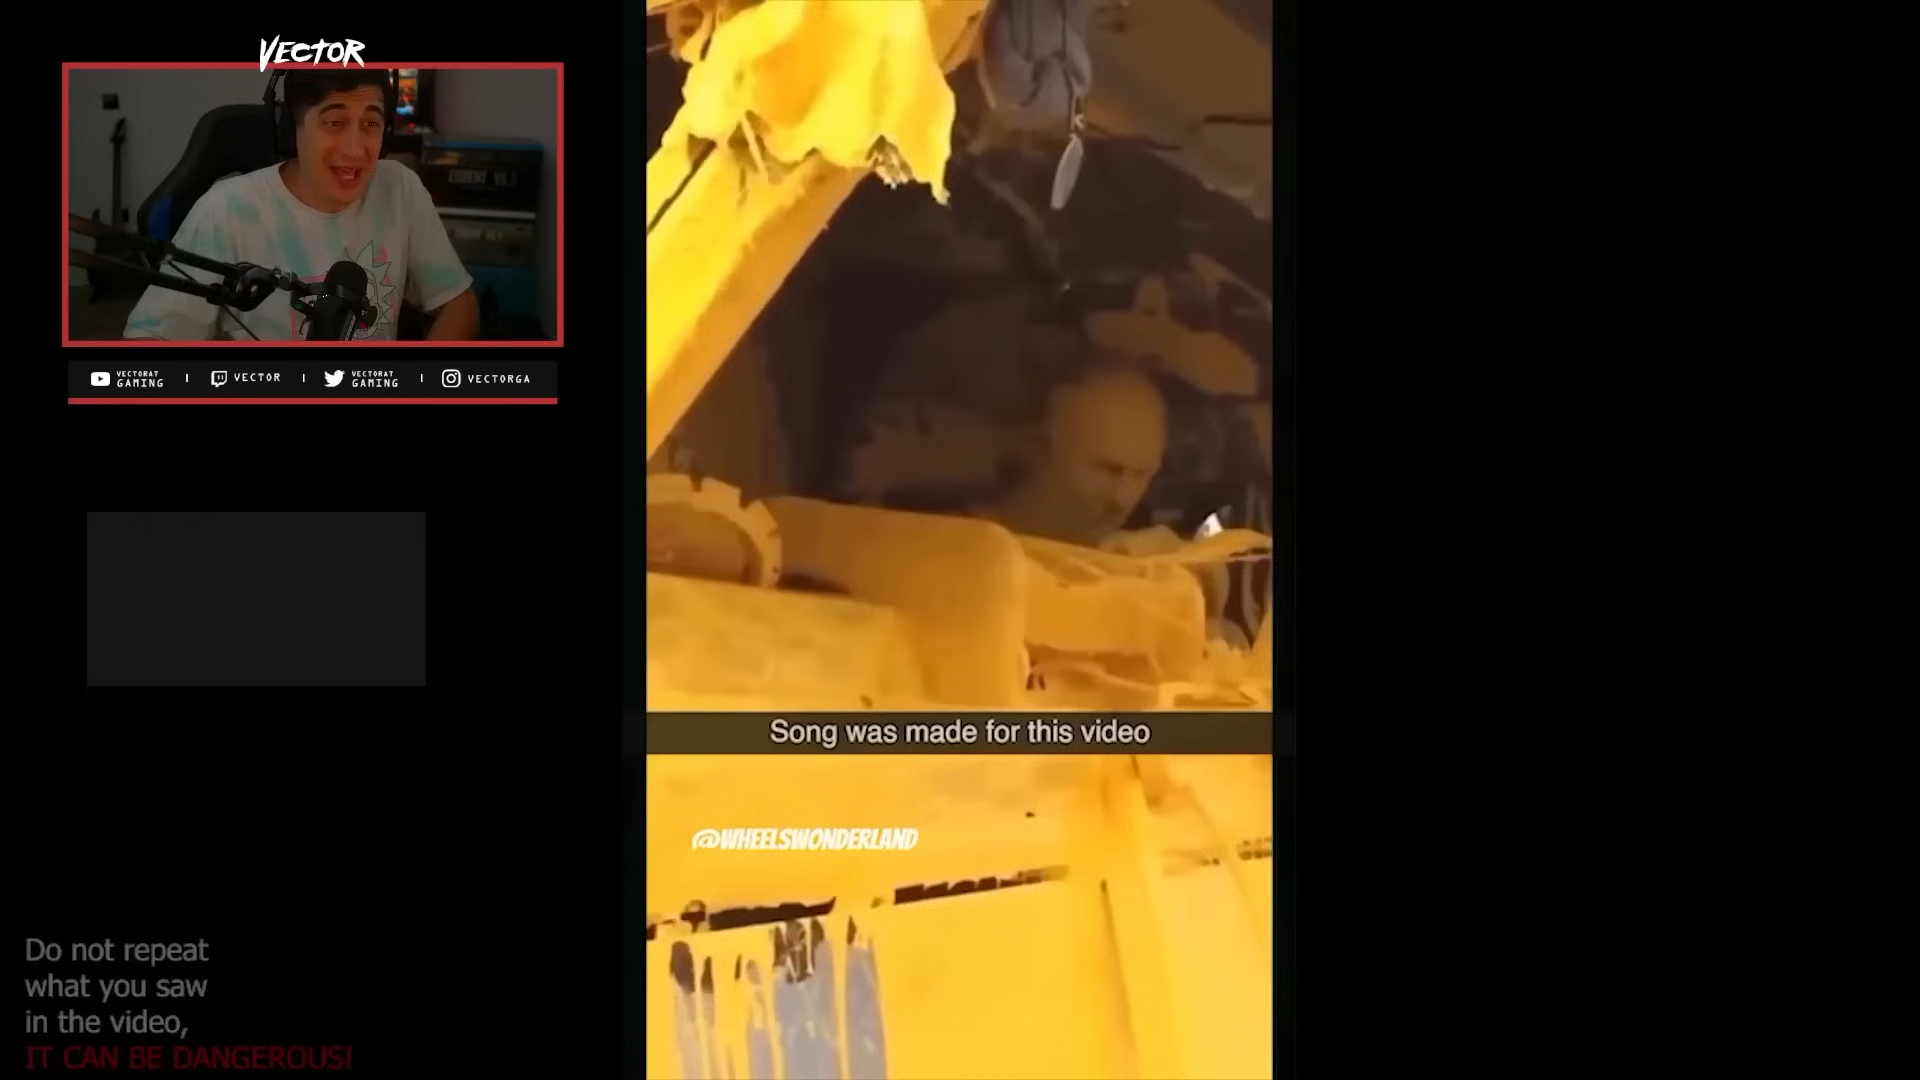 VECTOR
VECTORAT
GAMING
VECTOR
VECTORAT
GAMING
VECTORGA
Song was made for this video
@WHEELSWONDERLAND
Do not repeat
what you saw
in the video,
IT CAN BE DANGEROUS!